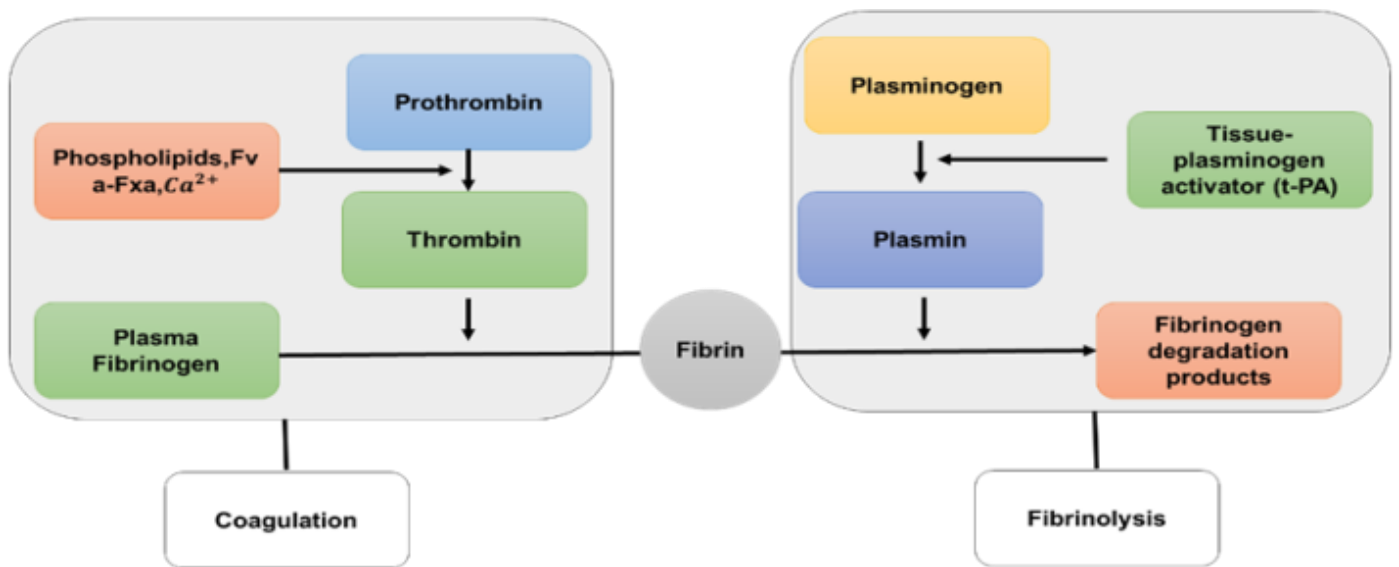 Prothrombin
Phospholipids,Fv
a-Fxa,Ca²⁺
Thrombin
Plasma
Fibrinogen
Fibrin
Plasminogen
Tissue-
plasminogen
activator (t-PA)
Plasmin
Fibrinogen
degradation
products
Coagulation
Fibrinolysis